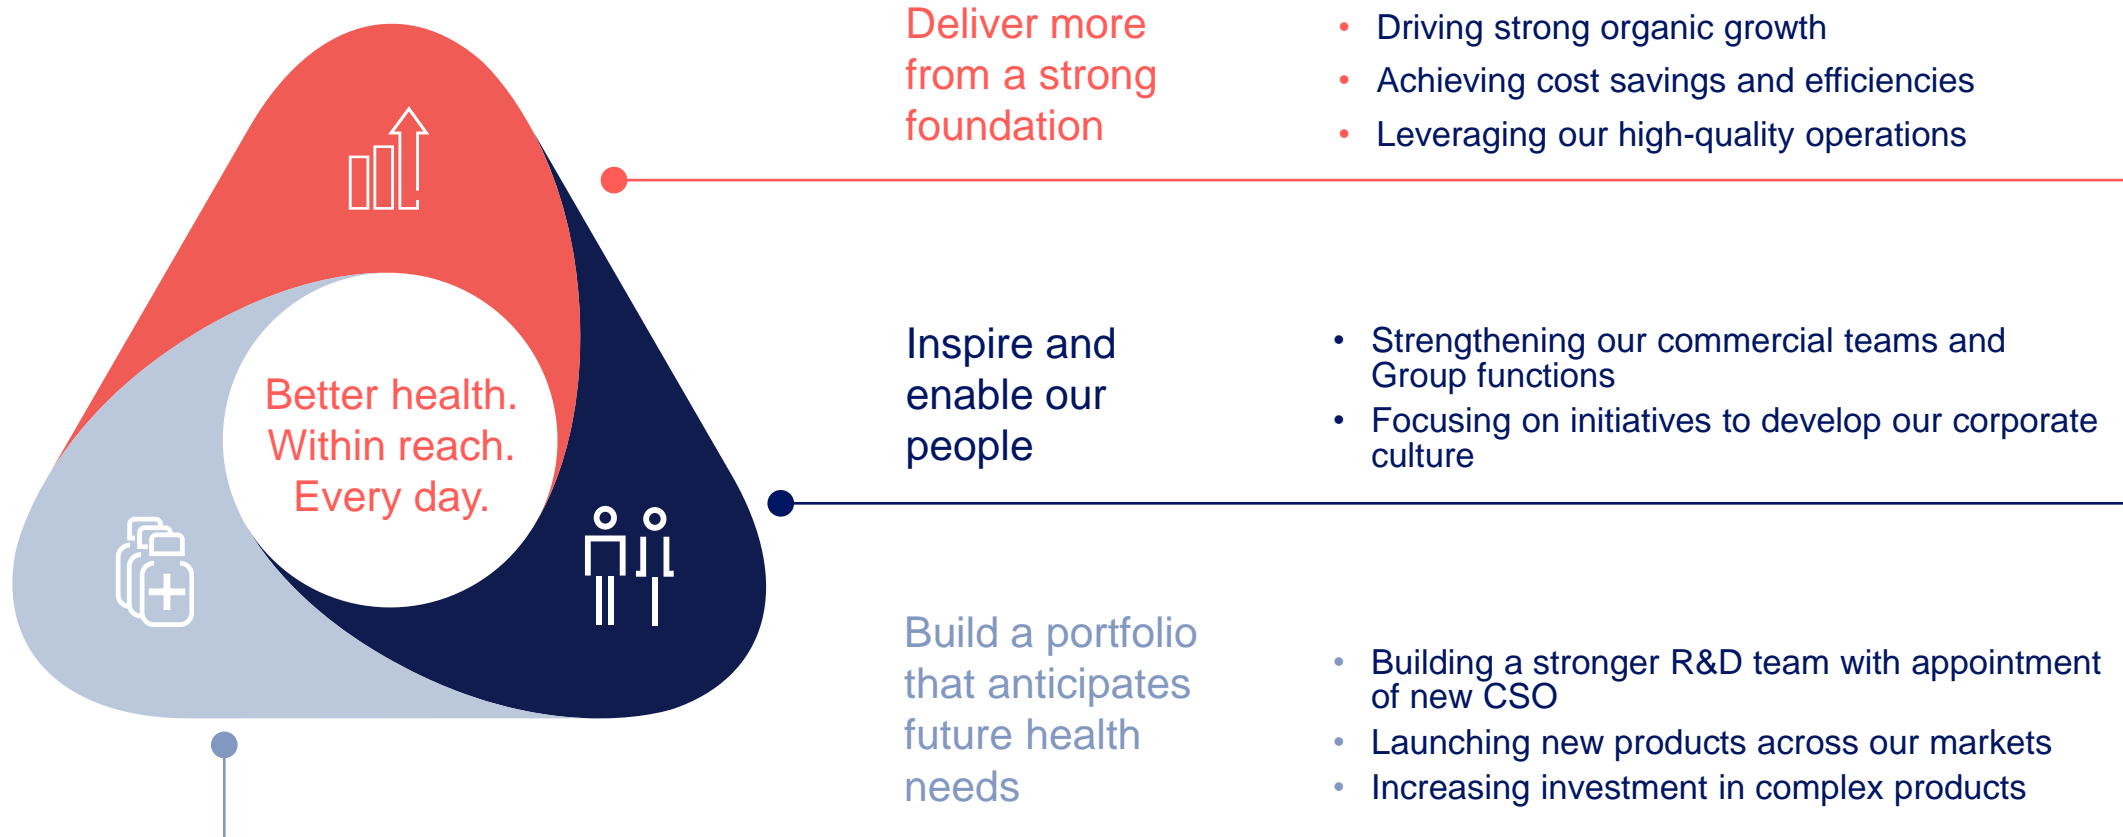 Better health.
Within reach.
Every day.
Deliver more
from a strong
foundation
• Driving strong organic growth
• Achieving cost savings and efficiencies
• Leveraging our high-quality operations
Inspire and
enable our
people
• Strengthening our commercial teams and
Group functions
• Focusing on initiatives to develop our corporate
culture
Build a portfolio
that anticipates
future health
needs
• Building a stronger R&D team with appointment
of new CSO
• Launching new products across our markets
• Increasing investment in complex products